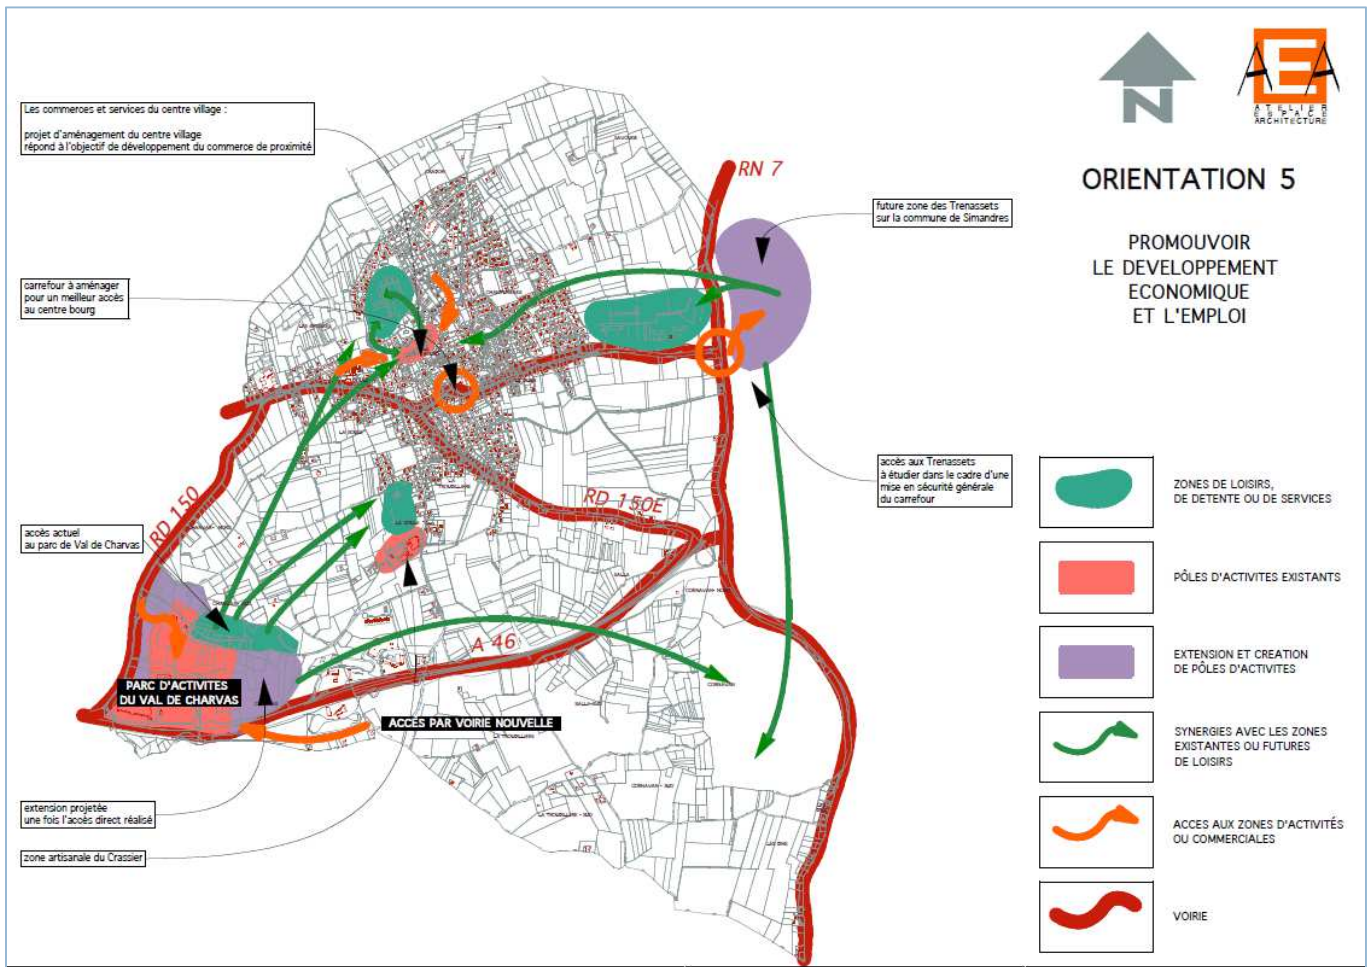 Les commerces et services du centre village :
projet d'aménagement du centre village
répond à l'objectif de développement du commerce de proximité
carrefour à aménager
pour un meilleur accès
au centre bourg
accès actuel
au parc de Val de Charvas
extension projetée
une fois l'accès direct réalisé
zone artisanale du Crassier
RN 7
future zone des Trenassets
sur la commune de Simandres
accès aux Trenassets
à étudier dans le cadre d'une
mise en sécurité générale
du carrefour
RD 150
RD 150E
A 46
PARC D'ACTIVITES
DU VAL DE CHARVAS
ACCÉS PAR VOIRIE NOUVELLE
CORNAVAN - SUD
LA TROUILLIERE - SUD
N
ATELIER
ESPACE
ARCHITECTURE
ORIENTATION 5
PROMOUVOIR
LE DEVELOPPEMENT
ECONOMIQUE
ET L'EMPLOI
ZONES DE LOISIRS,
DE DETENTE OU DE SERVICES
PÔLES D'ACTIVITES EXISTANTS
EXTENSION ET CREATION
DE PÔLES D'ACTIVITES
SYNERGIES AVEC LES ZONES
EXISTANTES OU FUTURES
DE LOISIRS
ACCES AUX ZONES D'ACTIVITÉS
OU COMMERCIALES
VOIRIE